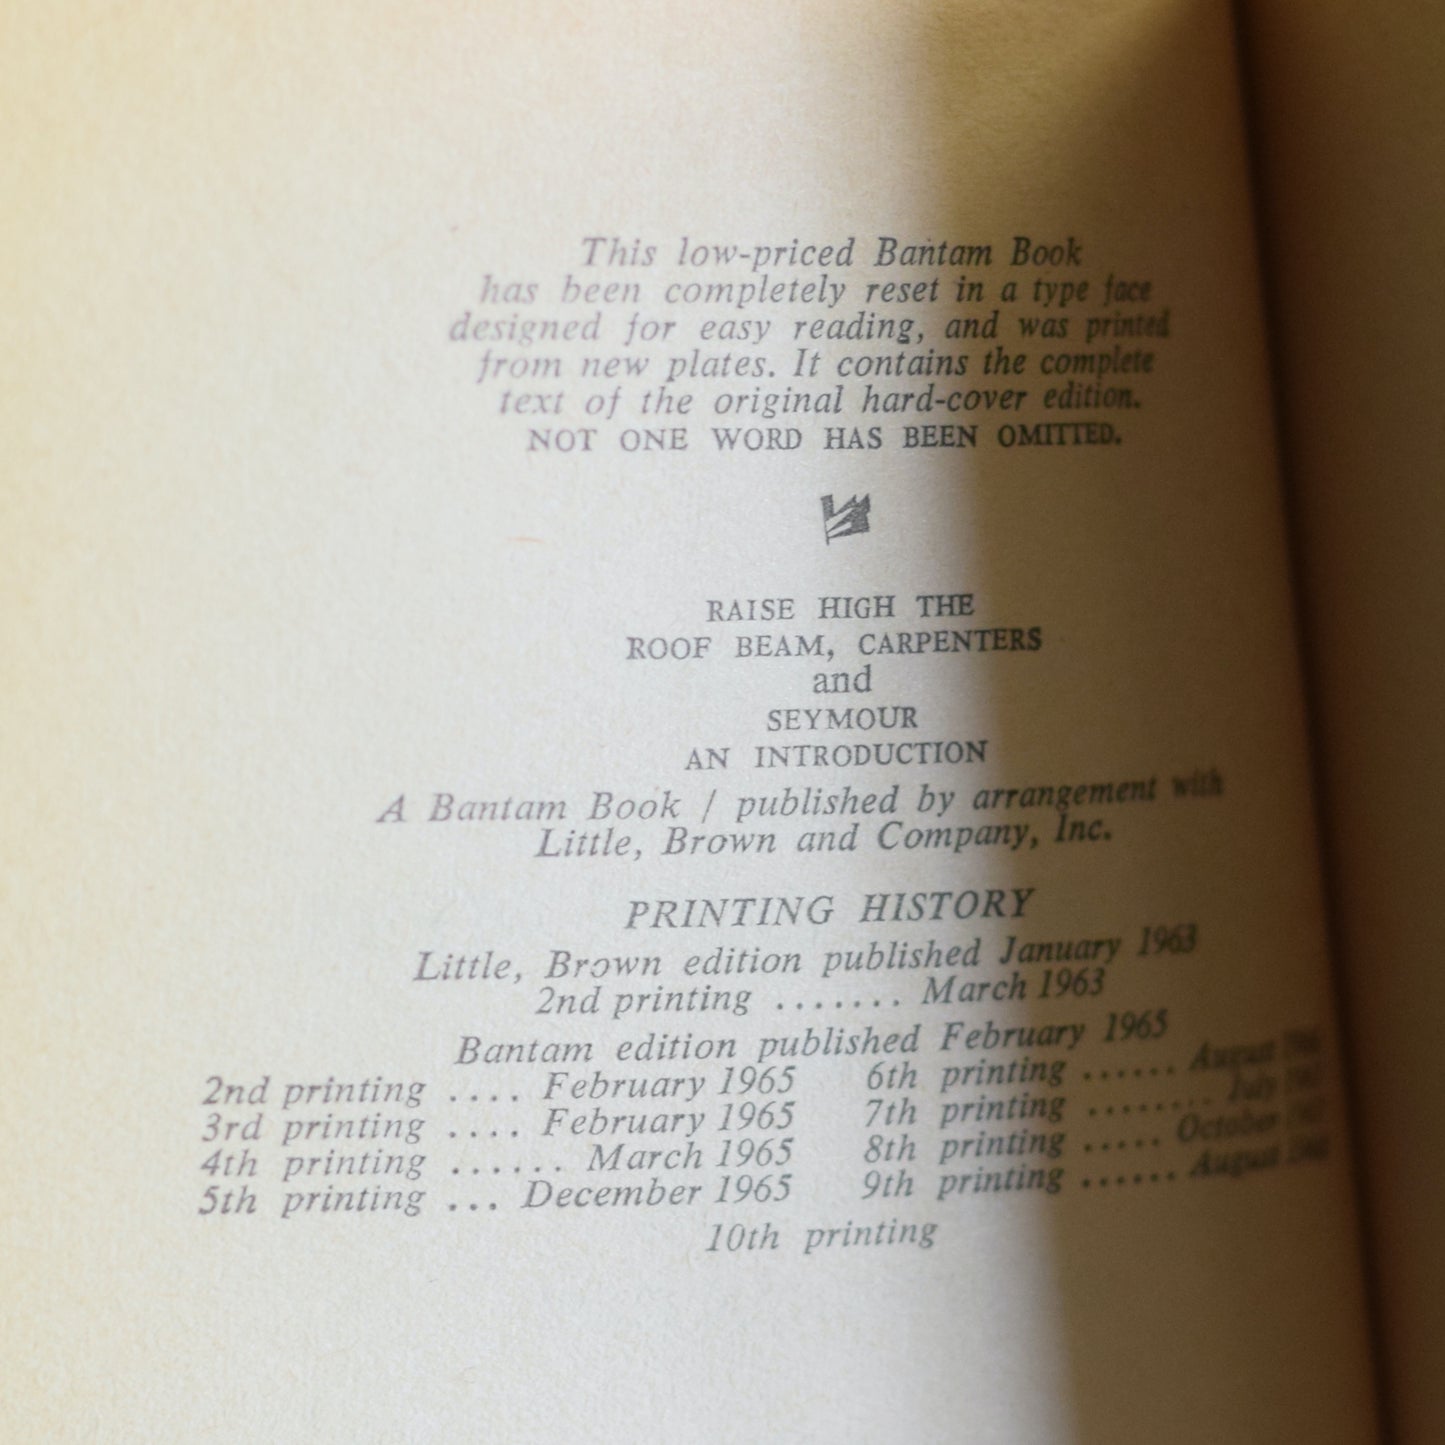 This low-priced Bantam Book
has been completely reset in a type face
designed for easy reading, and was printed
from new plates. It contains the complete
text of the original hard-cover edition.
NOT ONE WORD HAS BEEN OMITTED.
RAISE HIGH THE
ROOF BEAM, CARPENTERS
and
SEYMOUR
AN INTRODUCTION
A Bantam Book / published by arrangement with
Little, Brown and Company, Inc.
PRINTING HISTORY
Little, Brown edition published January 1963
2nd printing ....... March 1963
Bantam edition published February 1965
2nd printing .... February 1965
3rd printing .... February 1965
4th printing ...... March 1965
5th printing ... December 1965
6th printing ...... August
7th printing ........ July
8th printing ..... October
9th printing ...... August
10th printing